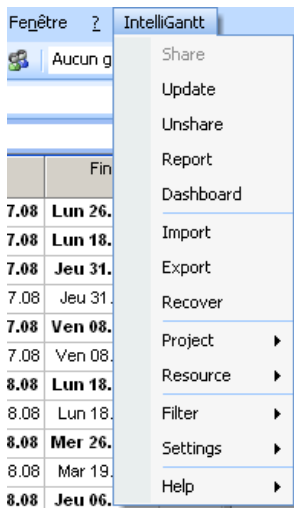 Fenêtre ? IntelliGantt
Aucun g
Share
Update
Unshare
Report
Dashboard
Import
Export
Recover
Project
Resource
Filter
Settings
Help
Fin
7.08 Lun 26.
7.08 Lun 18.
7.08 Jeu 31.
7.08 Jeu 31.
7.08 Ven 08.
7.08 Ven 08.
8.08 Lun 18.
8.08 Lun 18.
8.08 Mer 26.
8.08 Mar 19.
8.08 Jeu 06.